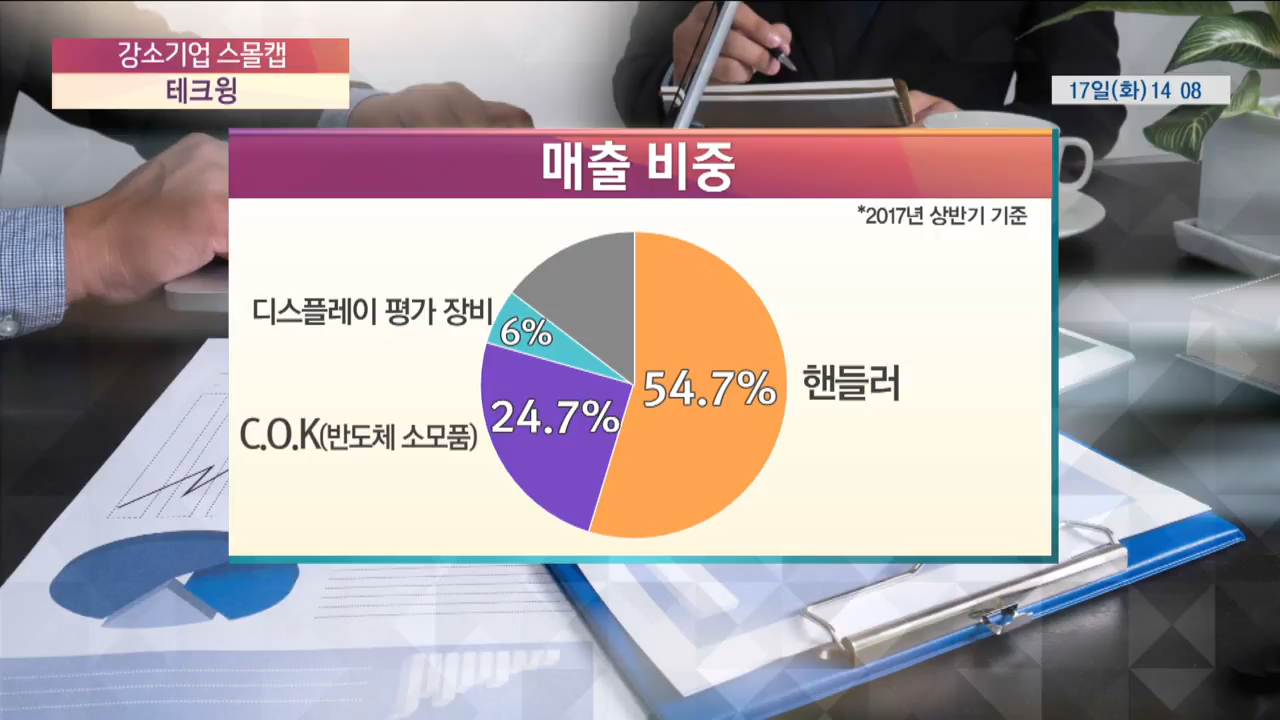 강소기업 스몰캡
테크윙
17일(화) 14 08
매출 비중
*2017년 상반기 기준
디스플레이 평가 장비
6%
54.7%
핸들러
24.7%
C.O.K(반도체 소모품)